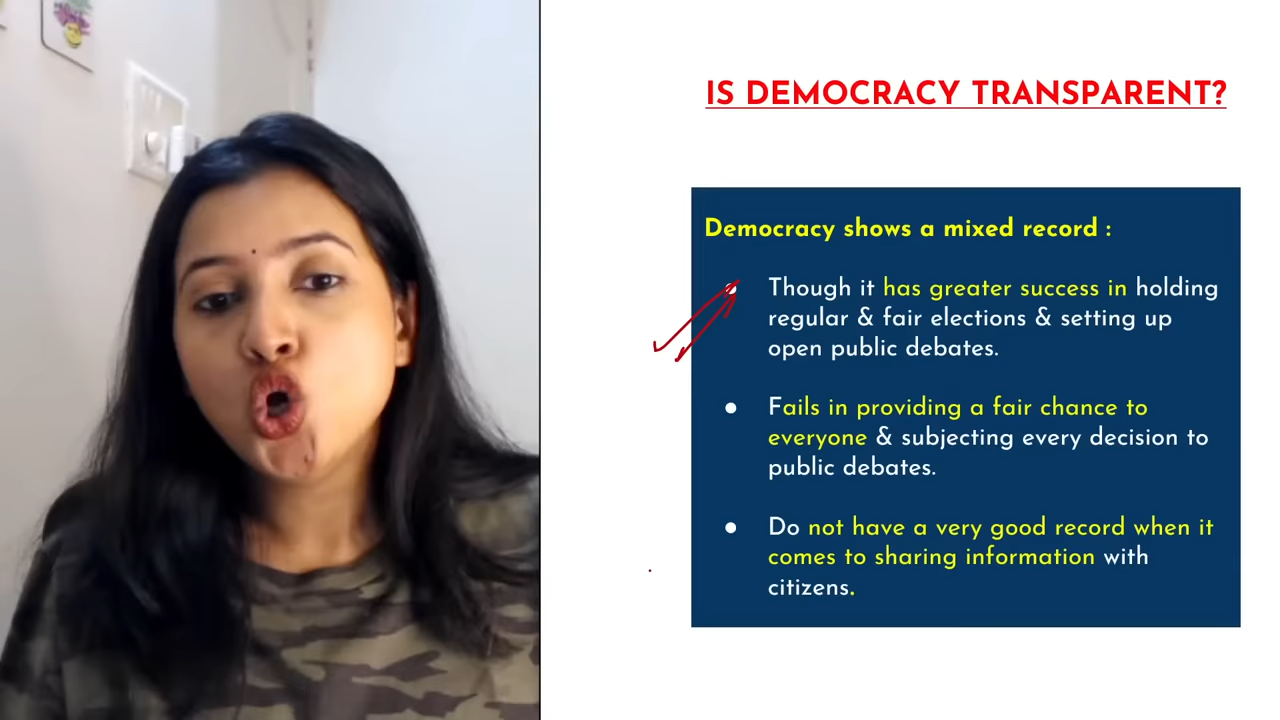 IS DEMOCRACY TRANSPARENT?
Democracy shows a mixed record :
● Though it has greater success in holding
regular & fair elections & setting up
open public debates.
● Fails in providing a fair chance to
everyone & subjecting every decision to
public debates.
● Do not have a very good record when it
comes to sharing information with
citizens.